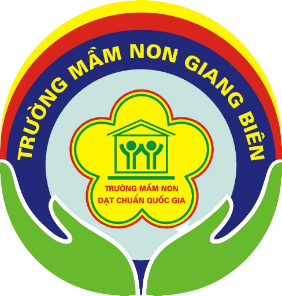 TRƯỜNG MẦM NON GIANG BIÊN
TRƯỜNG MẦM NON
ĐẠT CHUẨN QUỐC GIA